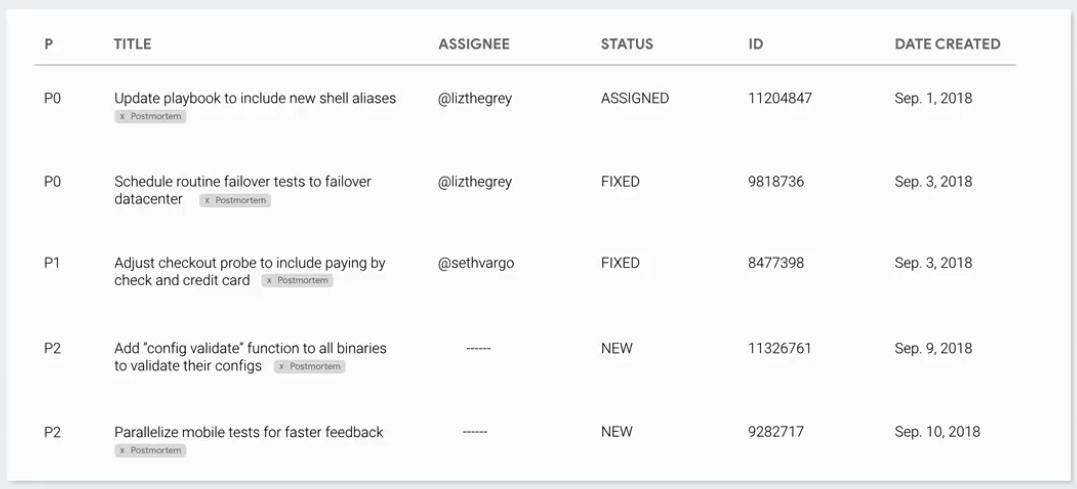 P TITLE ASSIGNEE STATUS ID DATE CREATED
P0 Update playbook to include new shell aliases @lizthegrey ASSIGNED 11204847 Sep. 1, 2018
x Postmortem
P0 Schedule routine failover tests to failover @lizthegrey FIXED 9818736 Sep. 3, 2018
datacenter x Postmortem
P1 Adjust checkout probe to include paying by @sethvargo FIXED 8477398 Sep. 3, 2018
check and credit card x Postmortem
P2 Add “config validate” function to all binaries ------ NEW 11326761 Sep. 9, 2018
to validate their configs x Postmortem
P2 Parallelize mobile tests for faster feedback ------ NEW 9282717 Sep. 10, 2018
x Postmortem